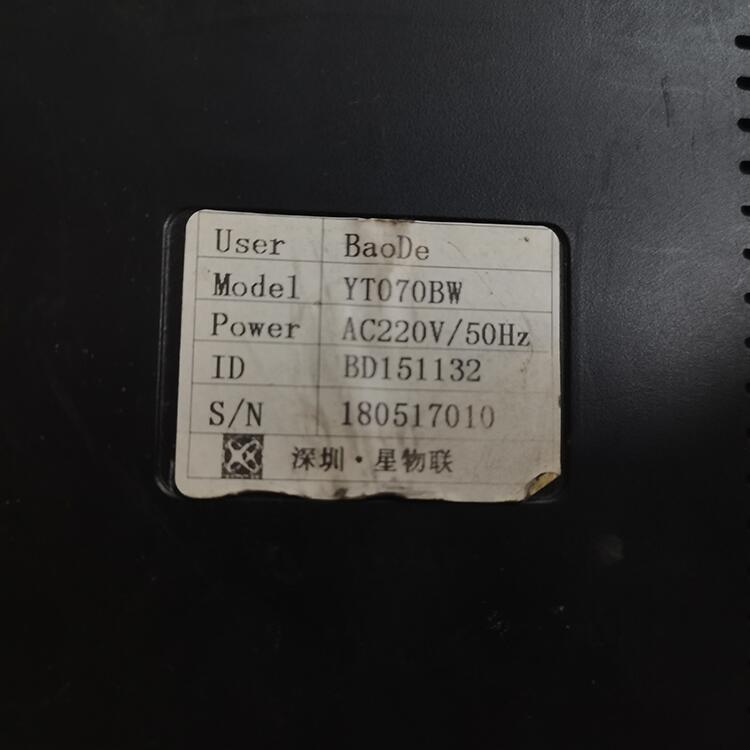 User BaoDe
Model YT070BW
Power AC220V/50Hz
ID BD151132
S/N 180517010
深圳·星物联